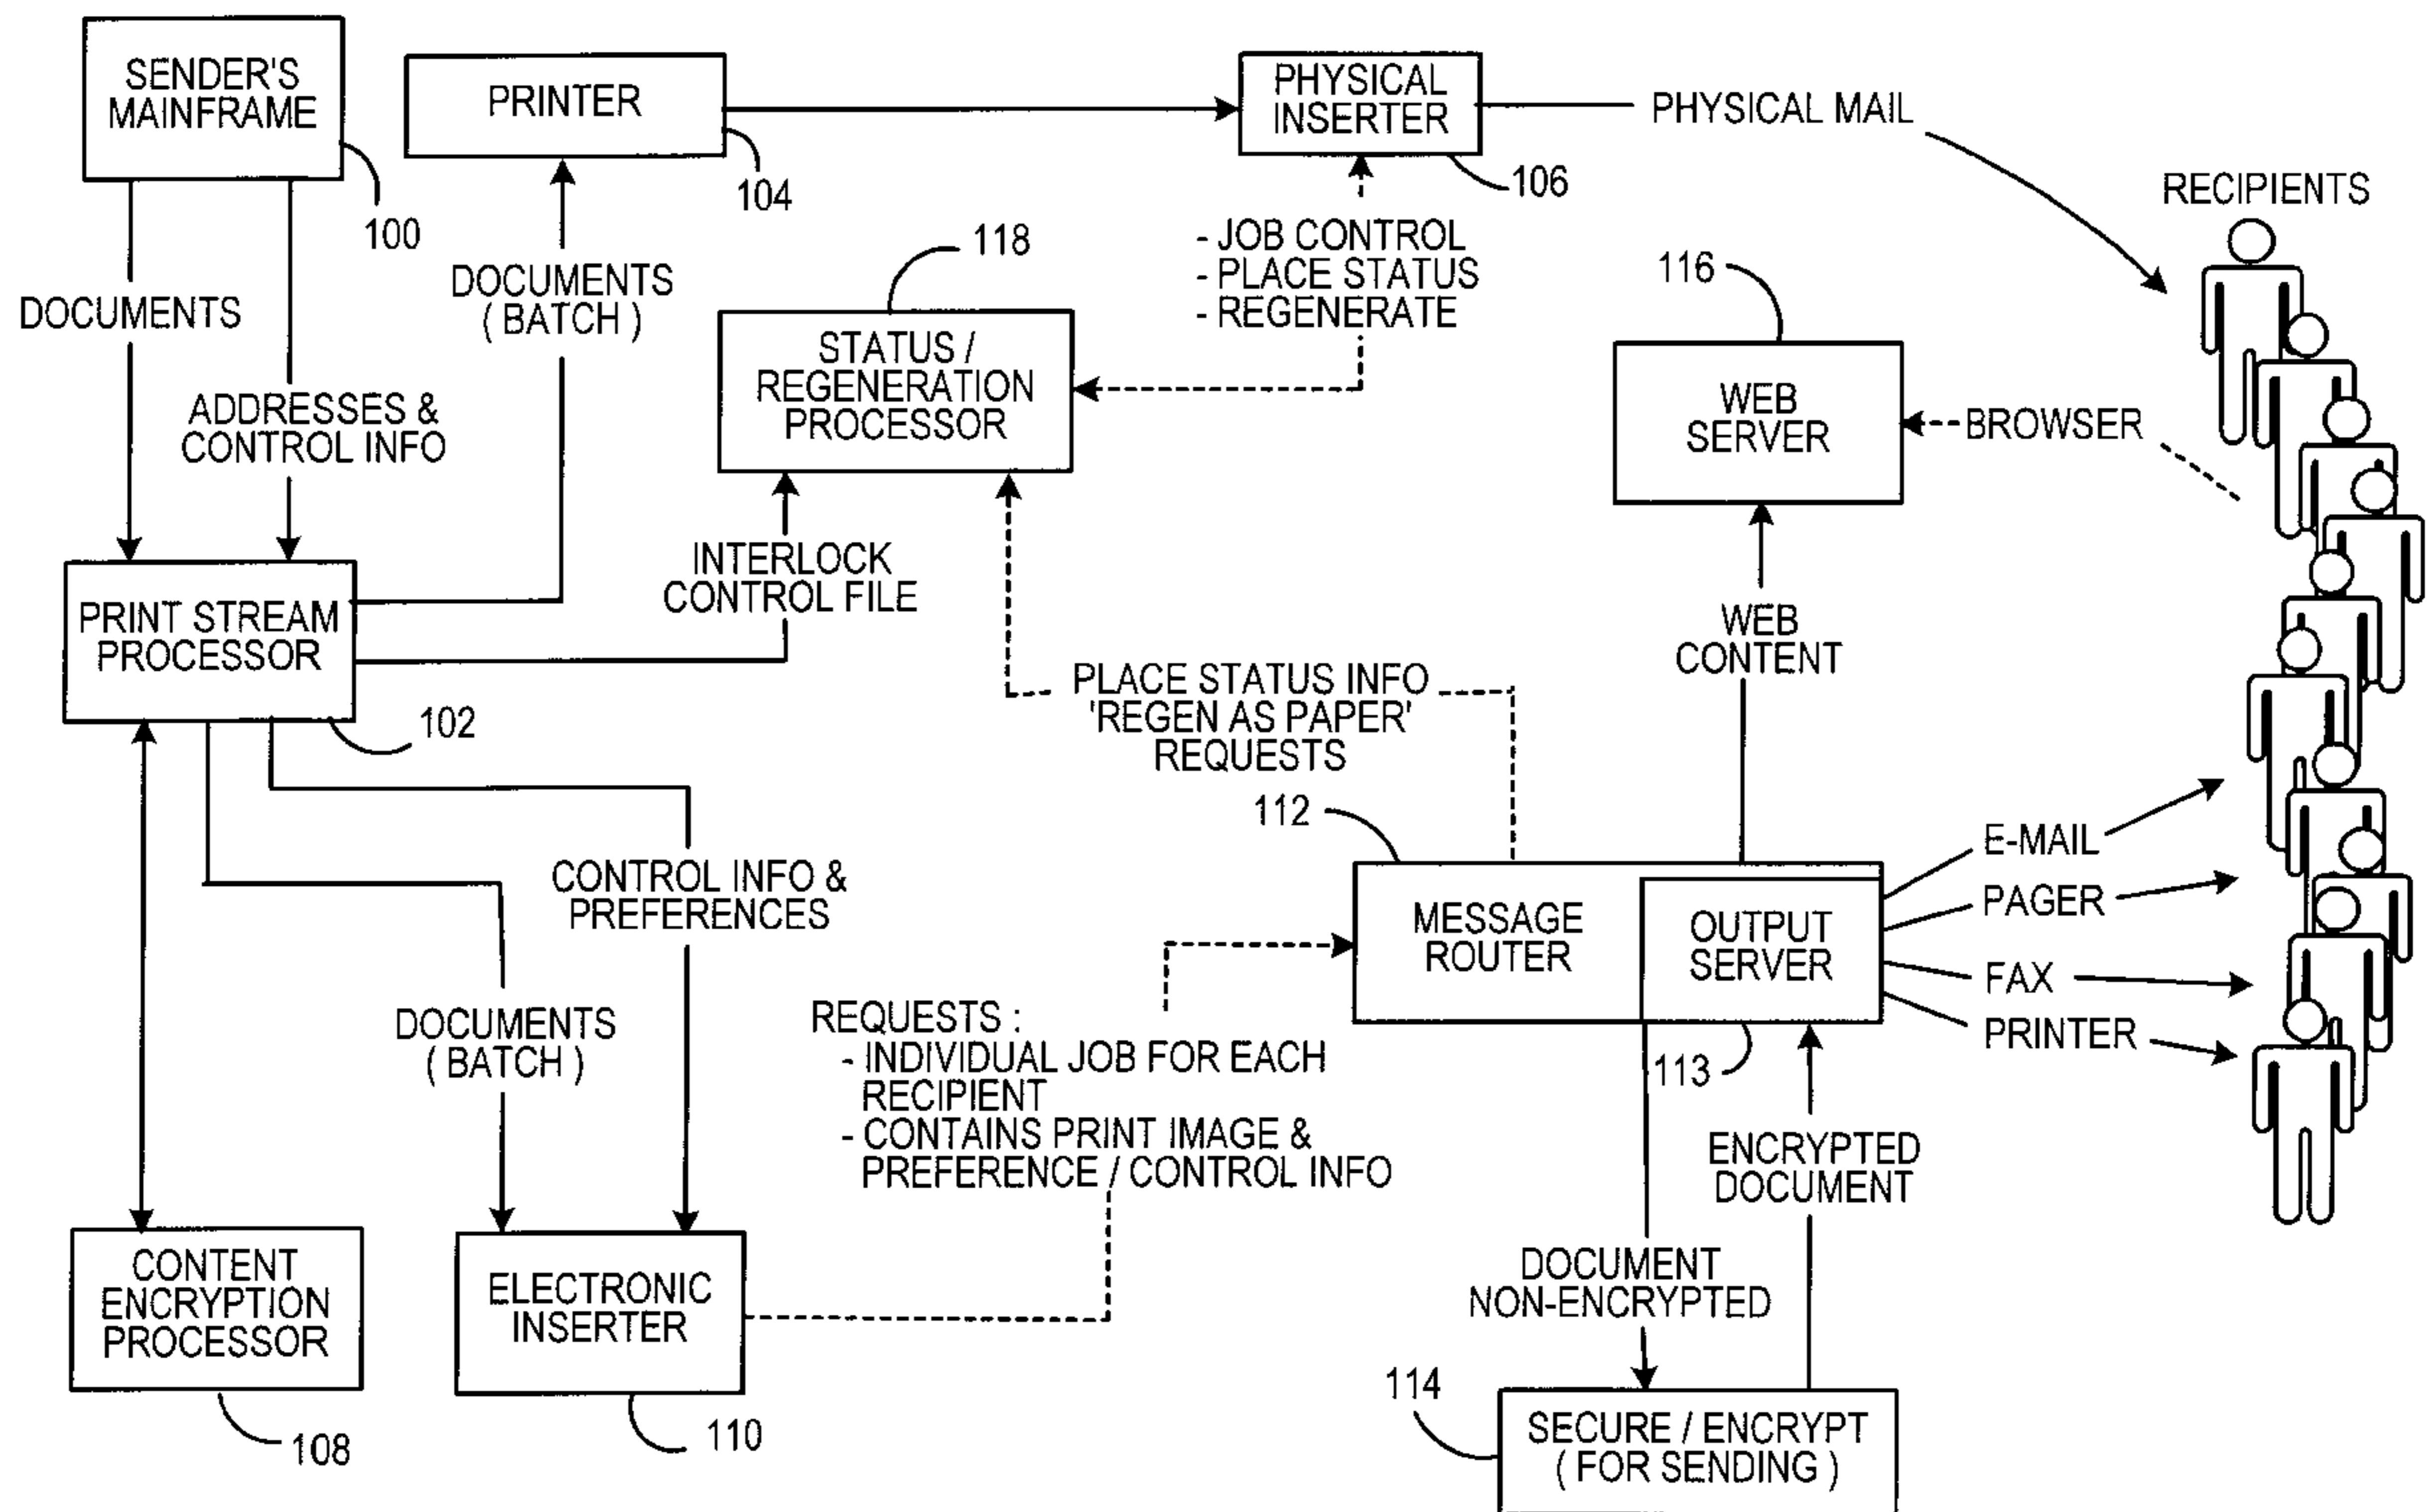 SENDER'S
MAINFRAME
100
PRINTER
104
PHYSICAL
INSERTER
106
PHYSICAL MAIL
RECIPIENTS
DOCUMENTS
ADDRESSES &
CONTROL INFO
DOCUMENTS
( BATCH )
118
STATUS /
REGENERATION
PROCESSOR
- JOB CONTROL
- PLACE STATUS
- REGENERATE
116
WEB
SERVER
BROWSER
PRINT STREAM
PROCESSOR
102
INTERLOCK
CONTROL FILE
PLACE STATUS INFO
'REGEN AS PAPER'
REQUESTS
WEB
CONTENT
112
MESSAGE
ROUTER
OUTPUT
SERVER
113
E-MAIL
PAGER
FAX
PRINTER
CONTROL INFO &
PREFERENCES
DOCUMENTS
( BATCH )
REQUESTS :
- INDIVIDUAL JOB FOR EACH
RECIPIENT
- CONTAINS PRINT IMAGE &
PREFERENCE / CONTROL INFO
ENCRYPTED
DOCUMENT
DOCUMENT
NON-ENCRYPTED
CONTENT
ENCRYPTION
PROCESSOR
108
ELECTRONIC
INSERTER
110
114
SECURE / ENCRYPT
( FOR SENDING )